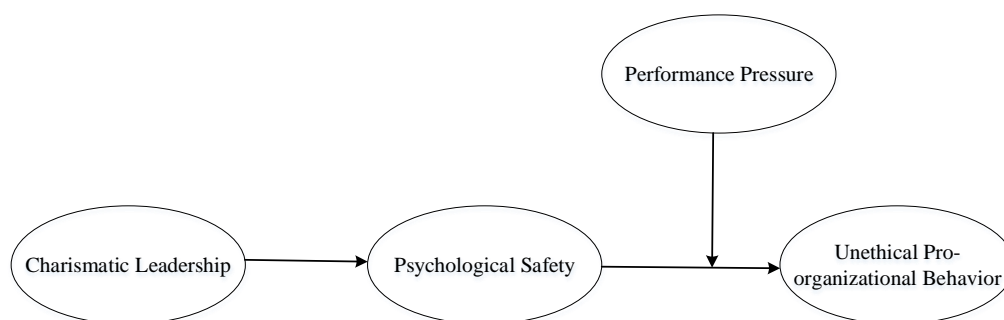 Performance Pressure
Charismatic Leadership
Psychological Safety
Unethical Pro-
organizational Behavior